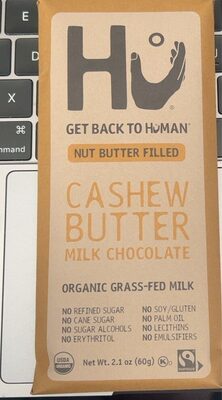 HU
GET BACK TO HUMAN
NUT BUTTER FILLED
CASHEW
BUTTER
MILK CHOCOLATE
ORGANIC GRASS-FED MILK
NO REFINED SUGAR
NO CANE SUGAR
NO SUGAR ALCOHOLS
NO ERYTHRITOL
NO SOY/GLUTEN
NO PALM OIL
NO LECITHINS
NO EMULSIFIERS
USDA
ORGANIC
Net Wt. 2.1 oz (60g)
K
FAIRTRADE
E
X
D
⌘
mmand